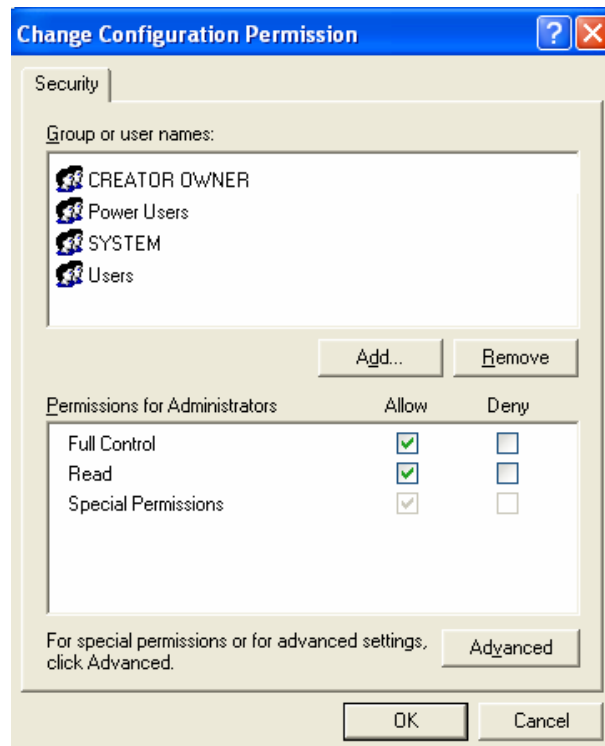 Change Configuration Permission
Security
Group or user names:
CREATOR OWNER
Power Users
SYSTEM
Users
Add... Remove
Permissions for Administrators Allow Deny
Full Control
Read
Special Permissions
For special permissions or for advanced settings,
click Advanced.
Advanced
OK Cancel